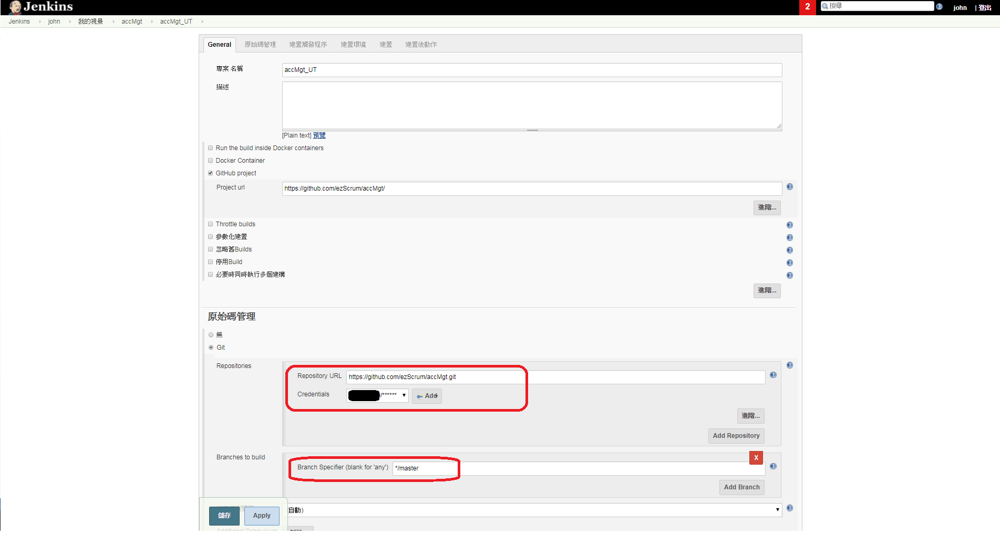 Jenkins
2
搜尋
john | 登出
Jenkins john 我的視景 accMgt accMgt_UT
General 原始碼管理 建置觸發程序 建置環境 建置 建置後動作
專案 名稱 accMgt_UT
描述
[Plain text] 預覽
Run the build inside Docker containers
Docker Container
GitHub project
Project url https://github.com/ezScrum/accMgt/
進階...
Throttle builds
參數化建置
忽略舊Builds
停用Build
必要時同時執行多個建構
進階...
原始碼管理
無
Git
Repositories
Repository URL https://github.com/ezScrum/accMgt.git
Credentials /****** Add
進階...
Add Repository
Branches to build
X
Branch Specifier (blank for 'any') */master
Add Branch
(自動)
儲存 Apply
Additional Behaviours